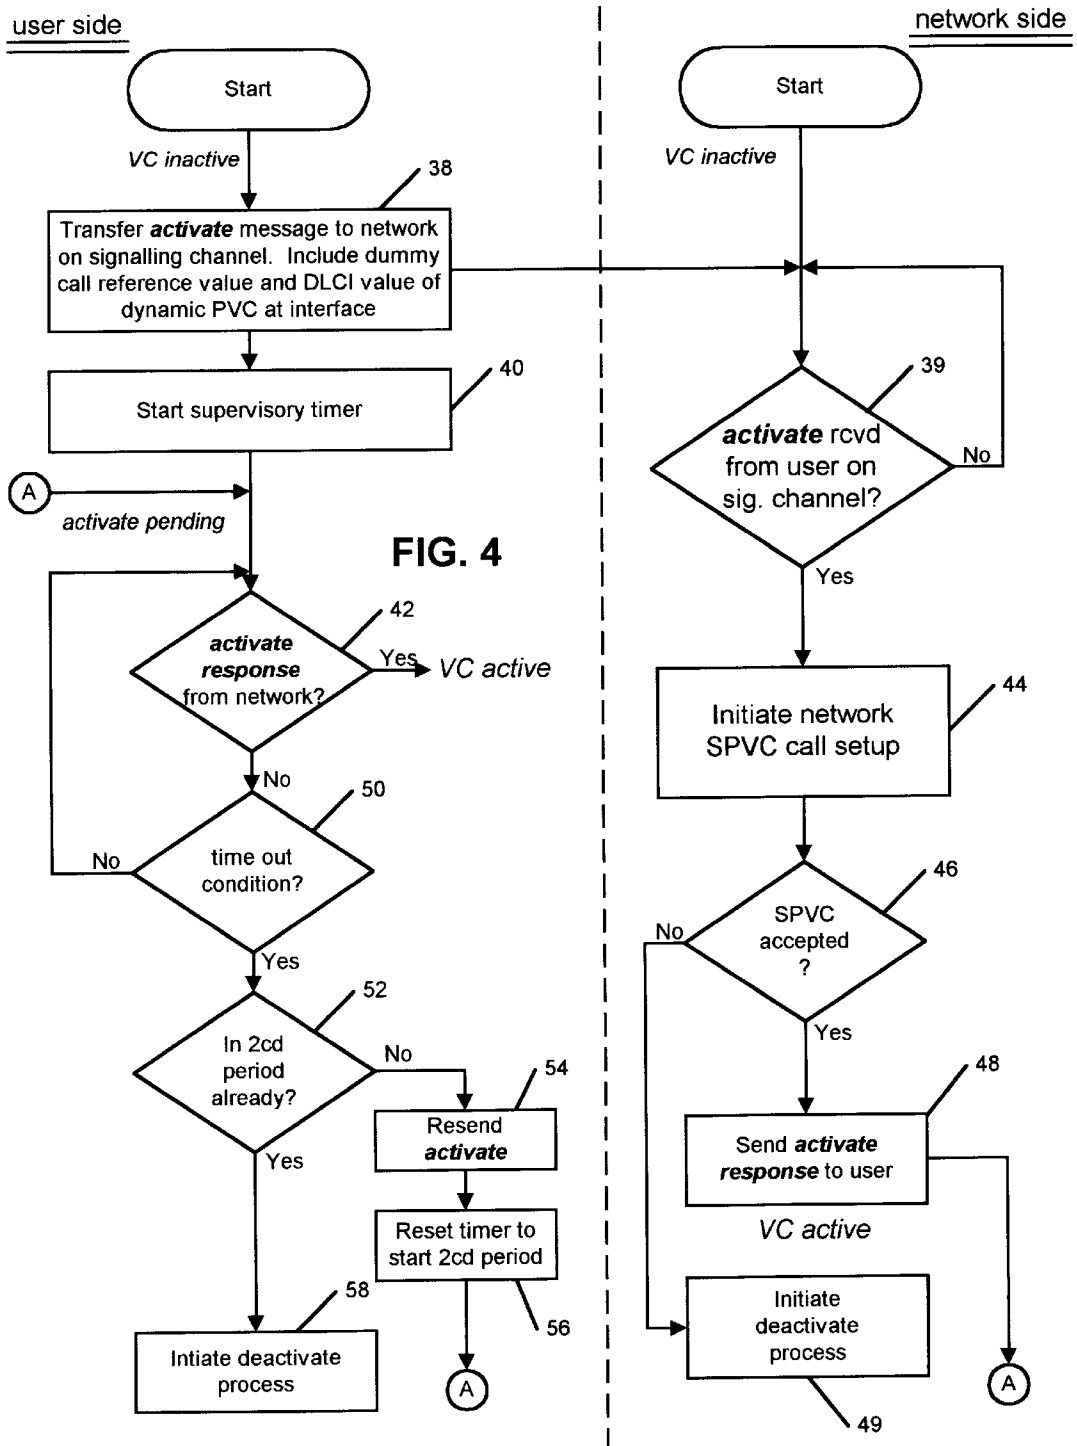 user side
Start
VC inactive
38
Transfer activate message to network
on signalling channel. Include dummy
call reference value and DLCI value of
dynamic PVC at interface
40
Start supervisory timer
A
activate pending
FIG. 4
42
activate
response
from network?
Yes
VC active
No
50
time out
condition?
No
Yes
52
In 2cd
period
already?
No
54
Resend
activate
Yes
Reset timer to
start 2cd period
56
58
Intiate deactivate
process
A
network side
Start
VC inactive
39
activate rcvd
from user on
sig. channel?
No
Yes
44
Initiate network
SPVC call setup
46
SPVC
accepted
?
No
Yes
48
Send activate
response to user
VC active
Initiate
deactivate
process
49
A